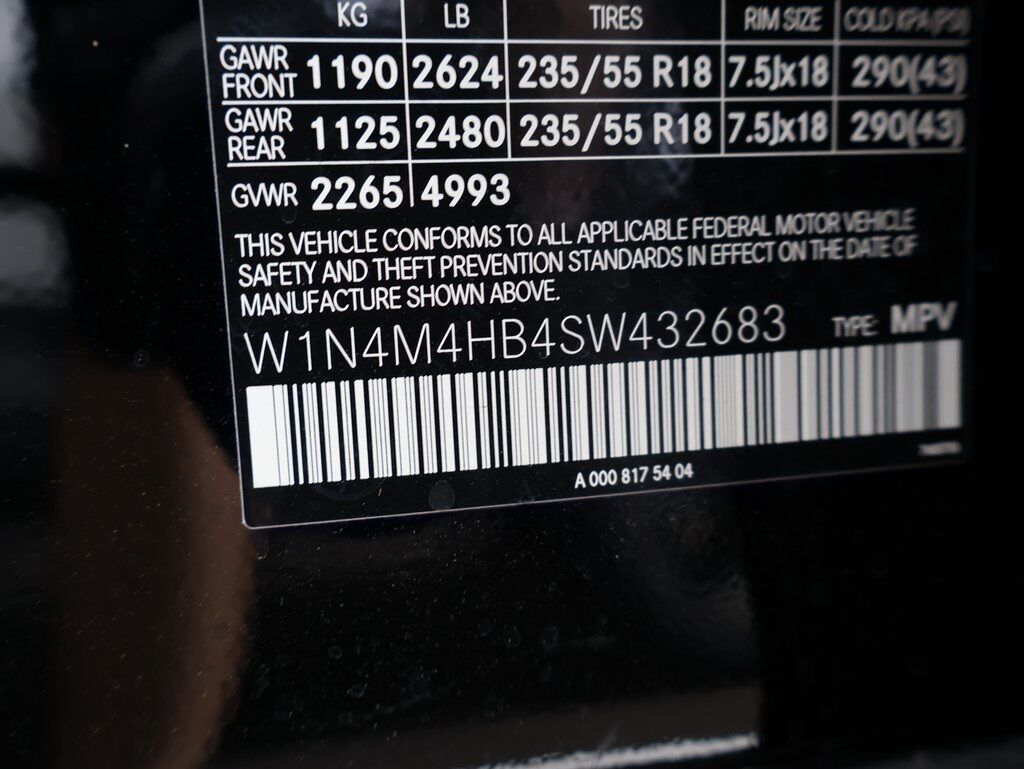 KG LB TIRES RIM SIZE COLD KPA(PSI)
GAWR FRONT 1190 2624 235/55 R18 7.5Jx18 290(43)
GAWR REAR 1125 2480 235/55 R18 7.5Jx18 290(43)
GVWR 2265 4993
THIS VEHICLE CONFORMS TO ALL APPLICABLE FEDERAL MOTOR VEHICLE
SAFETY AND THEFT PREVENTION STANDARDS IN EFFECT ON THE DATE OF
MANUFACTURE SHOWN ABOVE.
W1N4M4HB4SW432683 TYPE: MPV
A 000 817 54 04